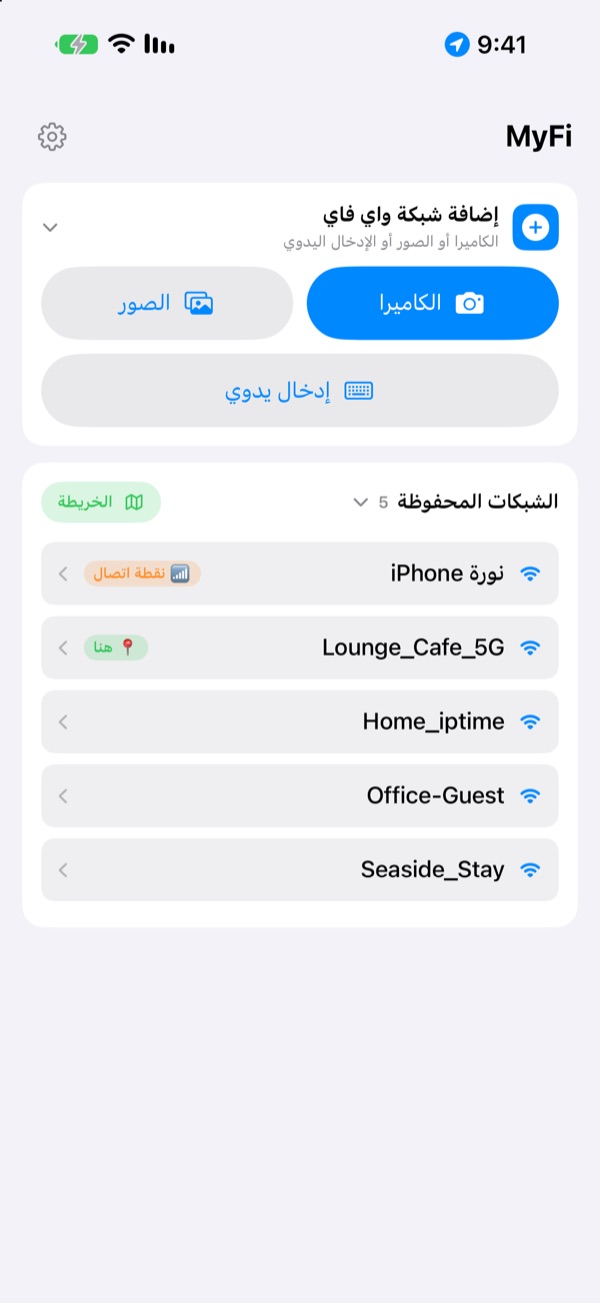 9:41
MyFi
إضافة شبكة واي فاي
الكاميرا أو الصور أو الإدخال اليدوي
الكاميرا
الصور
إدخال يدوي
الشبكات المحفوظة 5
الخريطة
iPhone نورة
نقطة اتصال
Lounge_Cafe_5G
هنا
Home_iptime
Office-Guest
Seaside_Stay